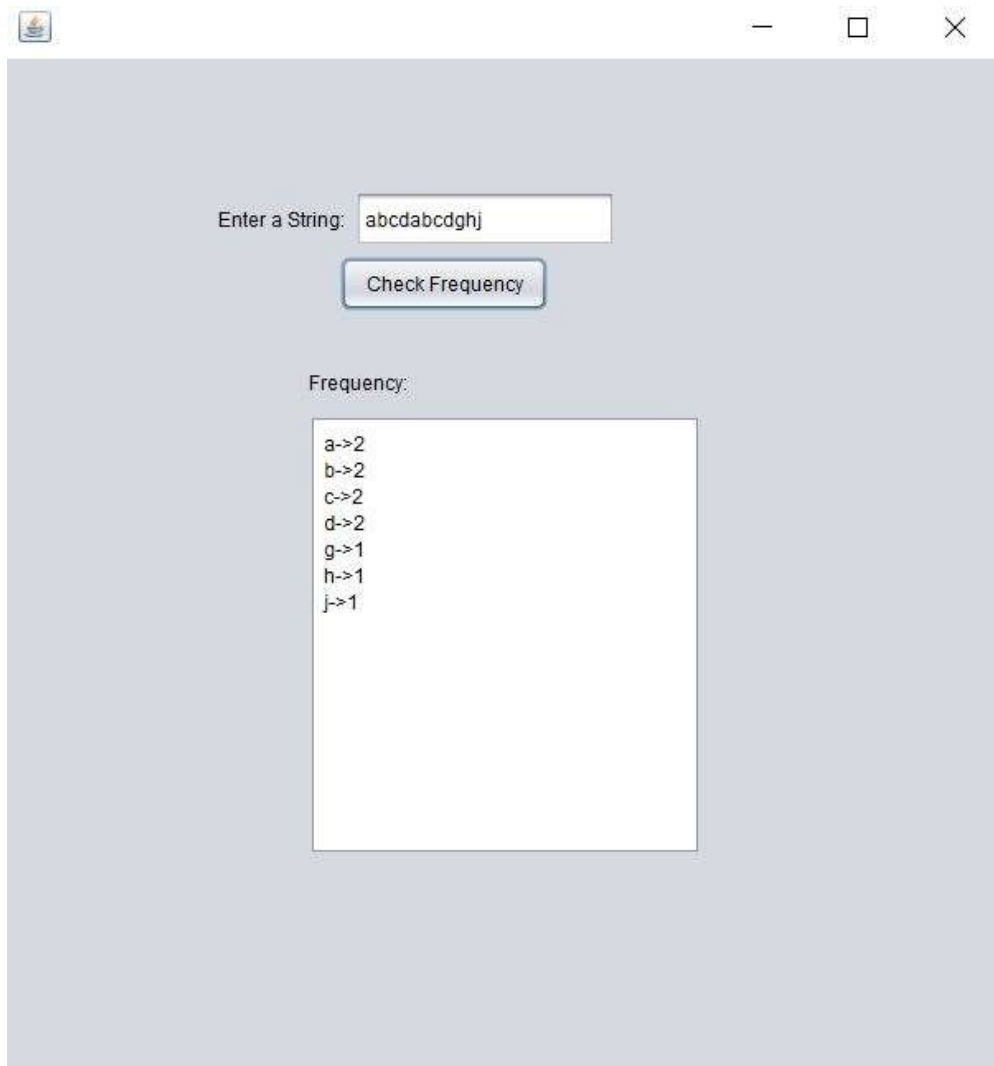 Enter a String: abcdabcdghj
Check Frequency
Frequency:
a->2
b->2
c->2
d->2
g->1
h->1
j->1